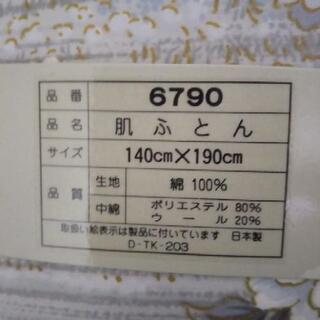 品番 6790
品名 肌ふとん
サイズ 140cm×190cm
品質 生地 綿 100%
中綿 ポリエステル 80%
ウール 20%
取扱い絵表示は製品に付いています 日本製
D-TK-203